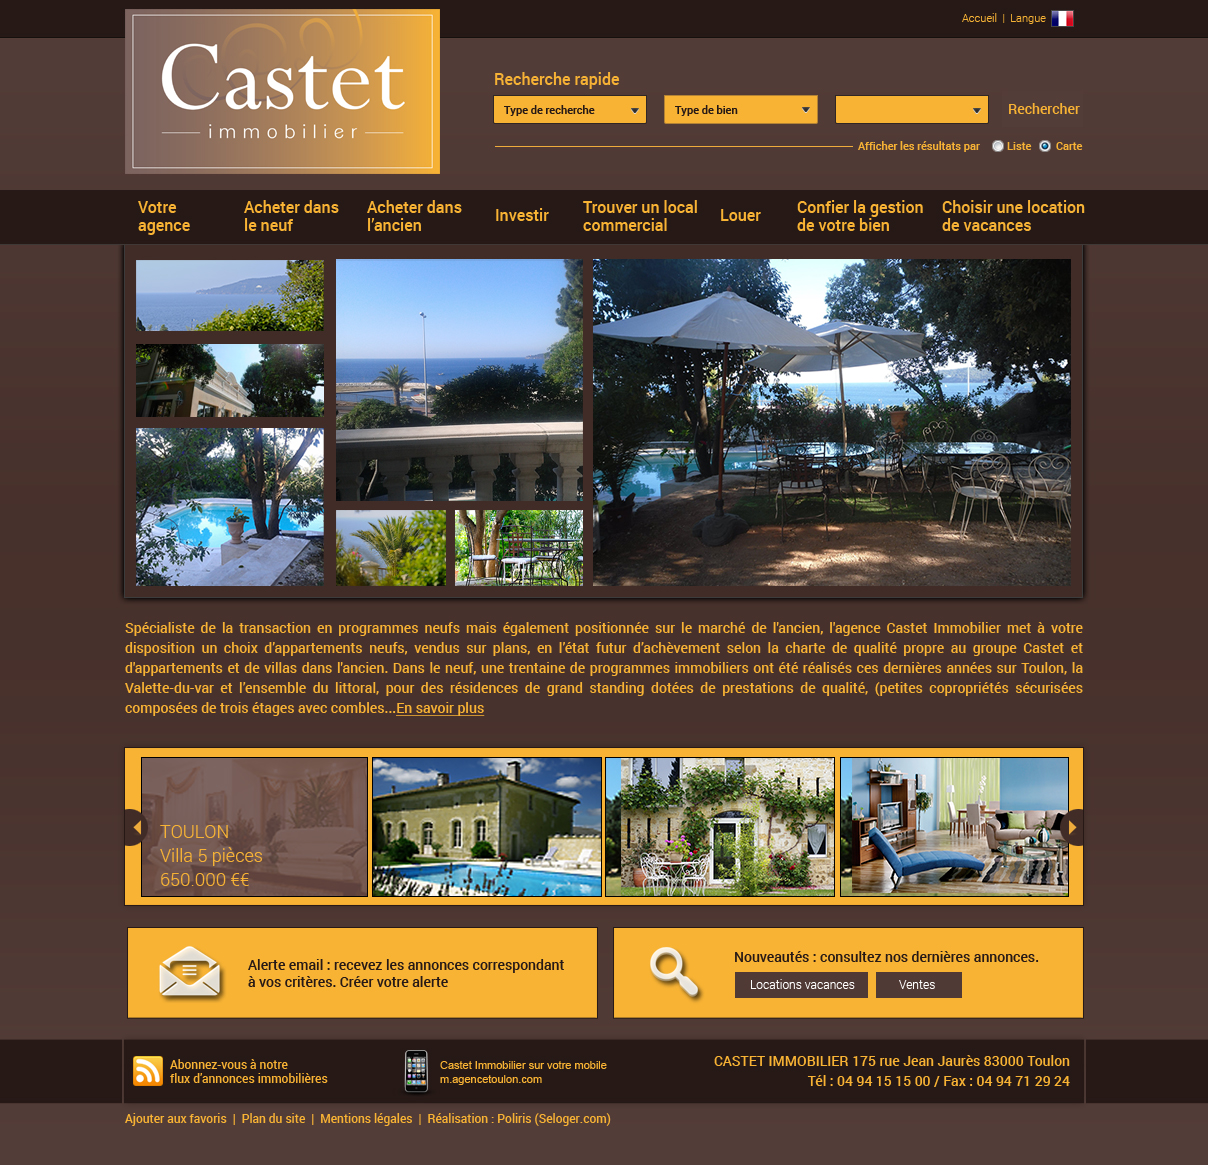 Accueil | Langue
Castet
immobilier
Recherche rapide
Type de recherche
Type de bien
Rechercher
Afficher les résultats par
Liste
Carte
Votre
agence
Acheter dans
le neuf
Acheter dans
l’ancien
Investir
Trouver un local
commercial
Louer
Confier la gestion
de votre bien
Choisir une location
de vacances
Spécialiste de la transaction en programmes neufs mais également positionnée sur le marché de l'ancien, l'agence Castet Immobilier met à votre
disposition un choix d’appartements neufs, vendus sur plans, en l’état futur d’achèvement selon la charte de qualité propre au groupe Castet et
d'appartements et de villas dans l'ancien. Dans le neuf, une trentaine de programmes immobiliers ont été réalisés ces dernières années sur Toulon, la
Valette-du-var et l’ensemble du littoral, pour des résidences de grand standing dotées de prestations de qualité, (petites copropriétés sécurisées
composées de trois étages avec combles...En savoir plus
TOULON
Villa 5 pièces
650.000 €€
Alerte email : recevez les annonces correspondant
à vos critères. Créer votre alerte
Nouveautés : consultez nos dernières annonces.
Locations vacances
Ventes
Abonnez-vous à notre
flux d'annonces immobilières
Castet Immobilier sur votre mobile
m.agencetoulon.com
CASTET IMMOBILIER 175 rue Jean Jaurès 83000 Toulon
Tél : 04 94 15 15 00 / Fax : 04 94 71 29 24
Ajouter aux favoris | Plan du site | Mentions légales | Réalisation : Poliris (Seloger.com)